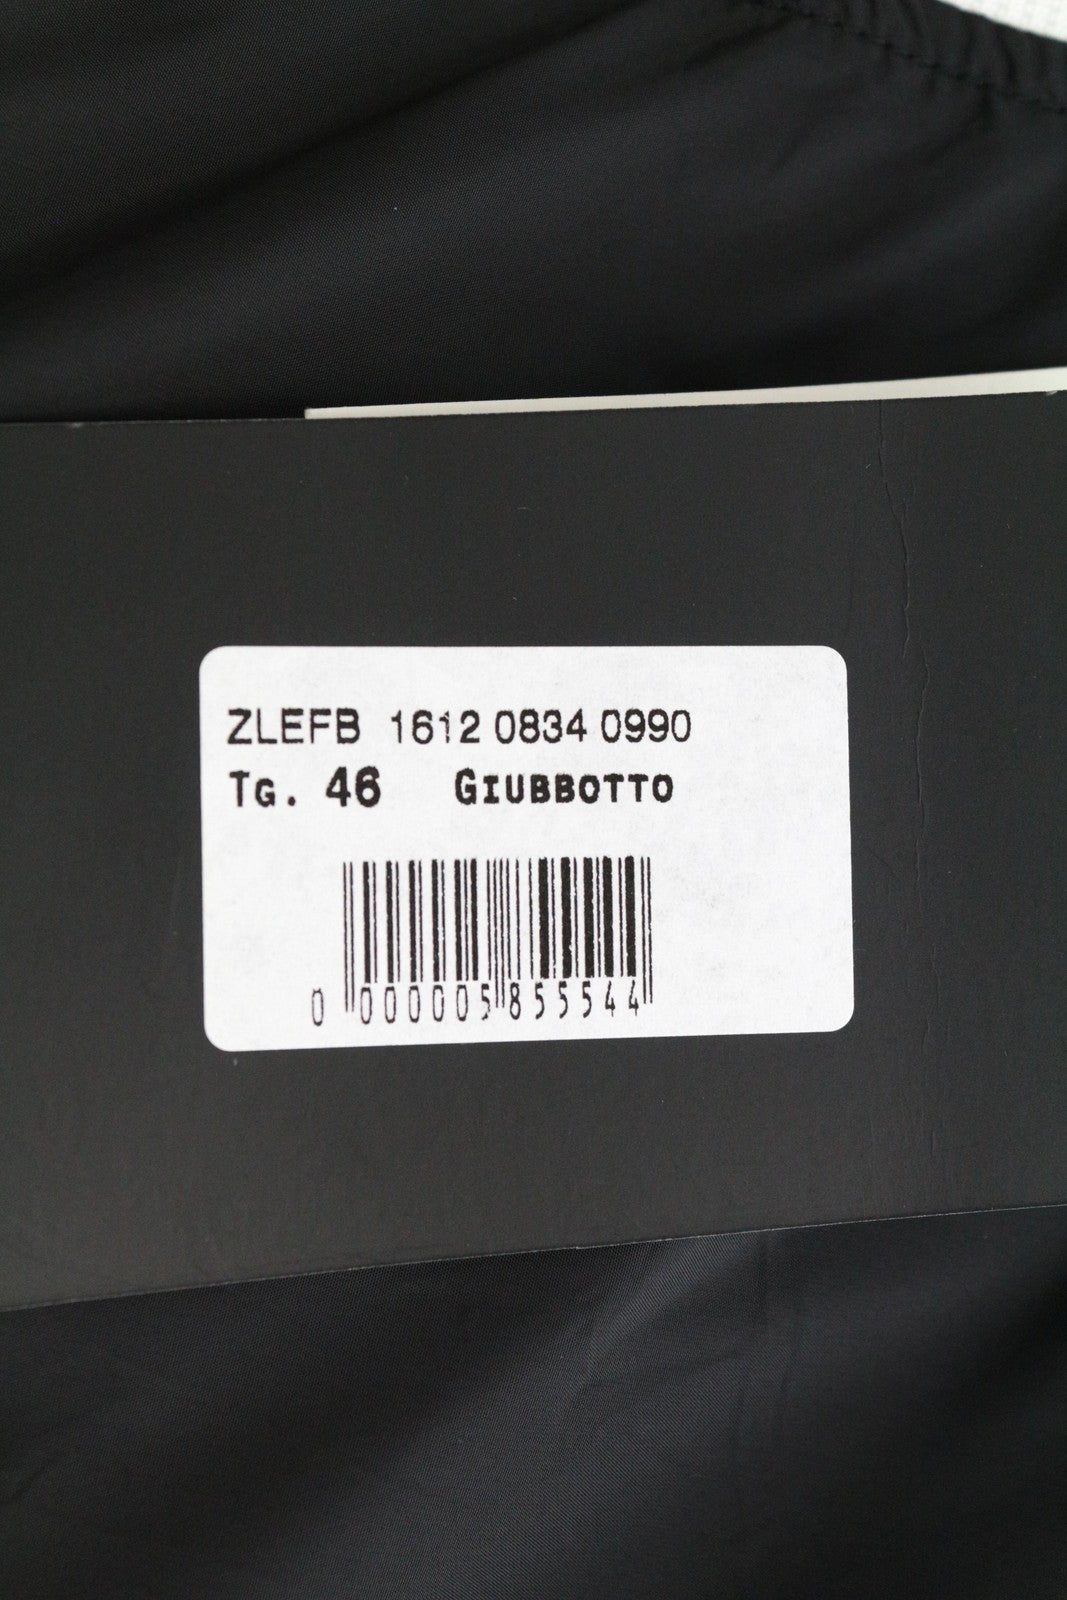 ZLEFB 1612 0834 0990
Tg. 46 GIUBBOTTO
0 000005 855544